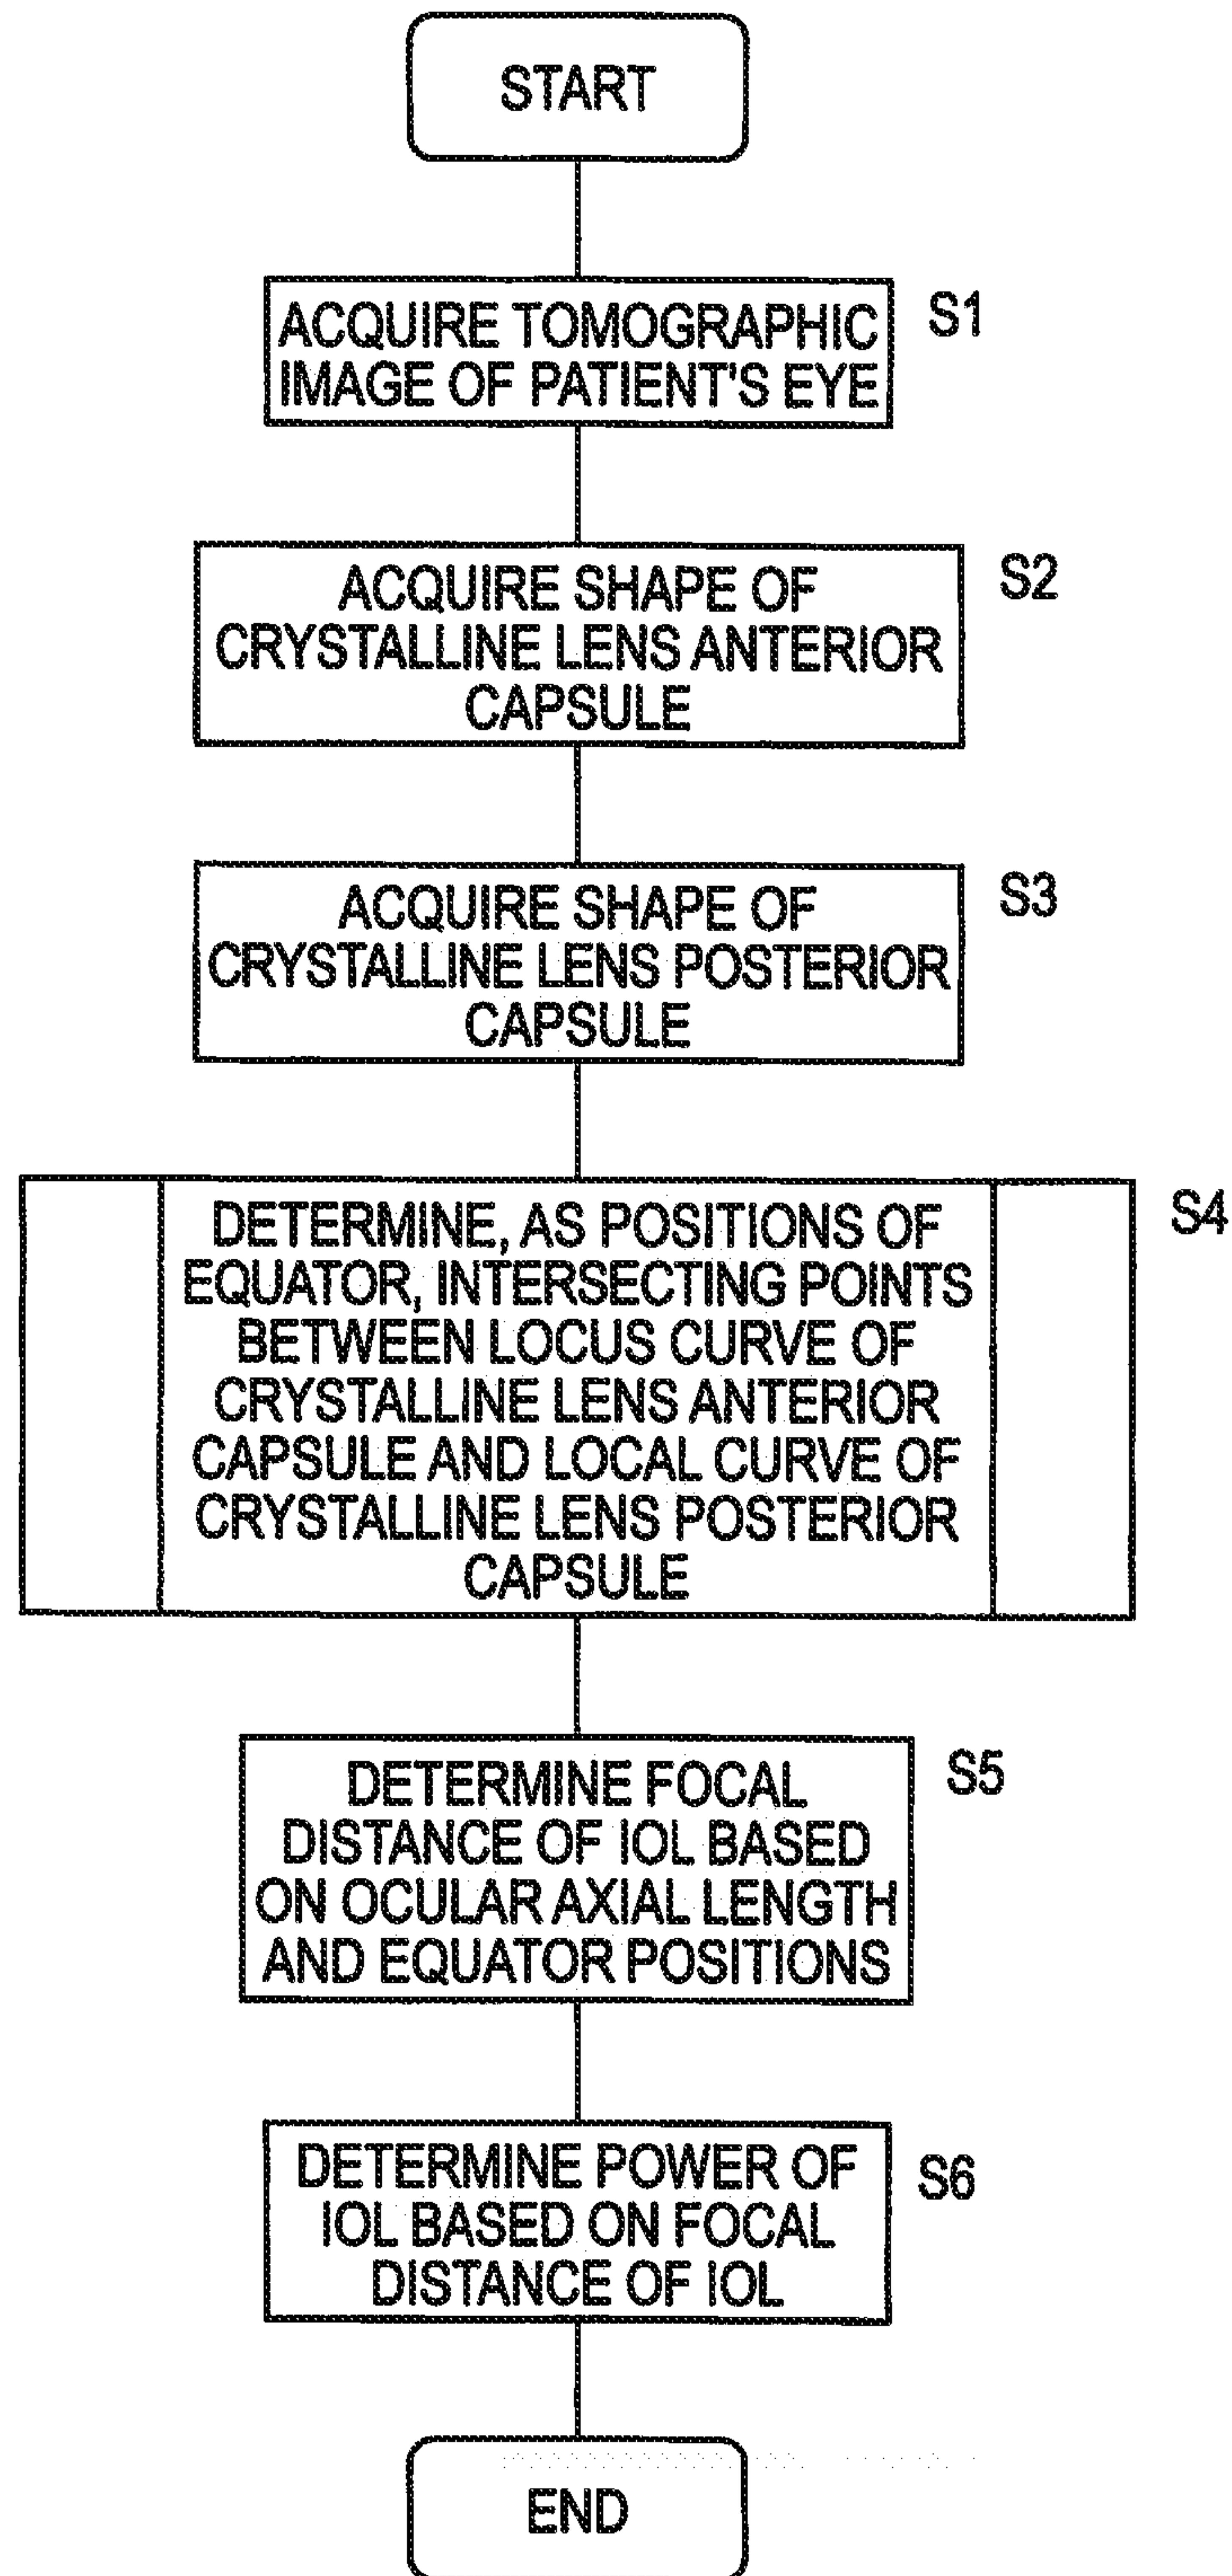 START
ACQUIRE TOMOGRAPHIC
IMAGE OF PATIENT'S EYE
S1
ACQUIRE SHAPE OF
CRYSTALLINE LENS ANTERIOR
CAPSULE
S2
ACQUIRE SHAPE OF
CRYSTALLINE LENS POSTERIOR
CAPSULE
S3
DETERMINE, AS POSITIONS OF
EQUATOR, INTERSECTING POINTS
BETWEEN LOCUS CURVE OF
CRYSTALLINE LENS ANTERIOR
CAPSULE AND LOCAL CURVE OF
CRYSTALLINE LENS POSTERIOR
CAPSULE
S4
DETERMINE FOCAL
DISTANCE OF IOL BASED
ON OCULAR AXIAL LENGTH
AND EQUATOR POSITIONS
S5
DETERMINE POWER OF
IOL BASED ON FOCAL
DISTANCE OF IOL
S6
END